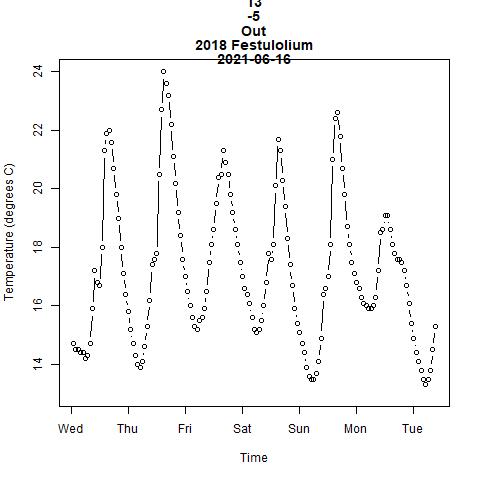 13
-5
Out
2018 Festulolium
2021-06-16
Temperature (degrees C)
24
22
20
18
16
14
Wed Thu Fri Sat Sun Mon Tue
Time